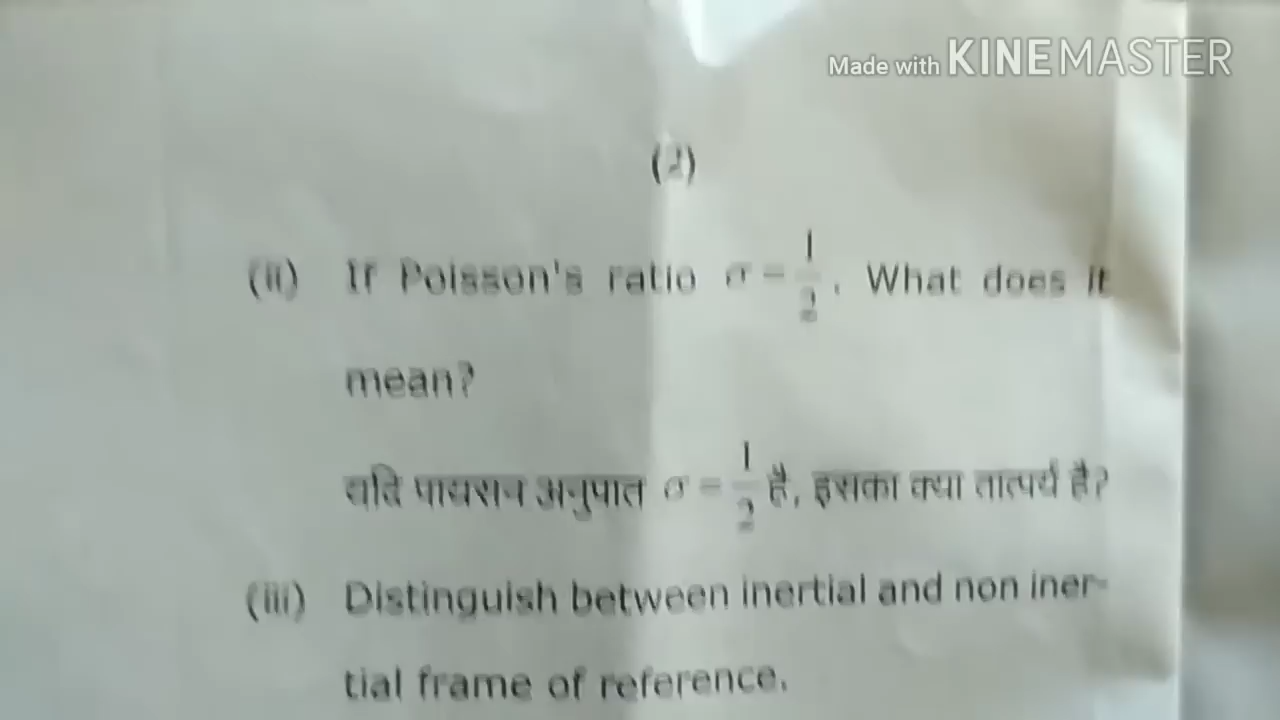 Made with KINEMASTER
(2)
(ii) If Poisson's ratio σ = 1/2. What does it
mean?
यदि पायसन अनुपात σ = 1/2 है, इसका क्या तात्पर्य है?
(iii) Distinguish between inertial and non iner-
tial frame of reference.